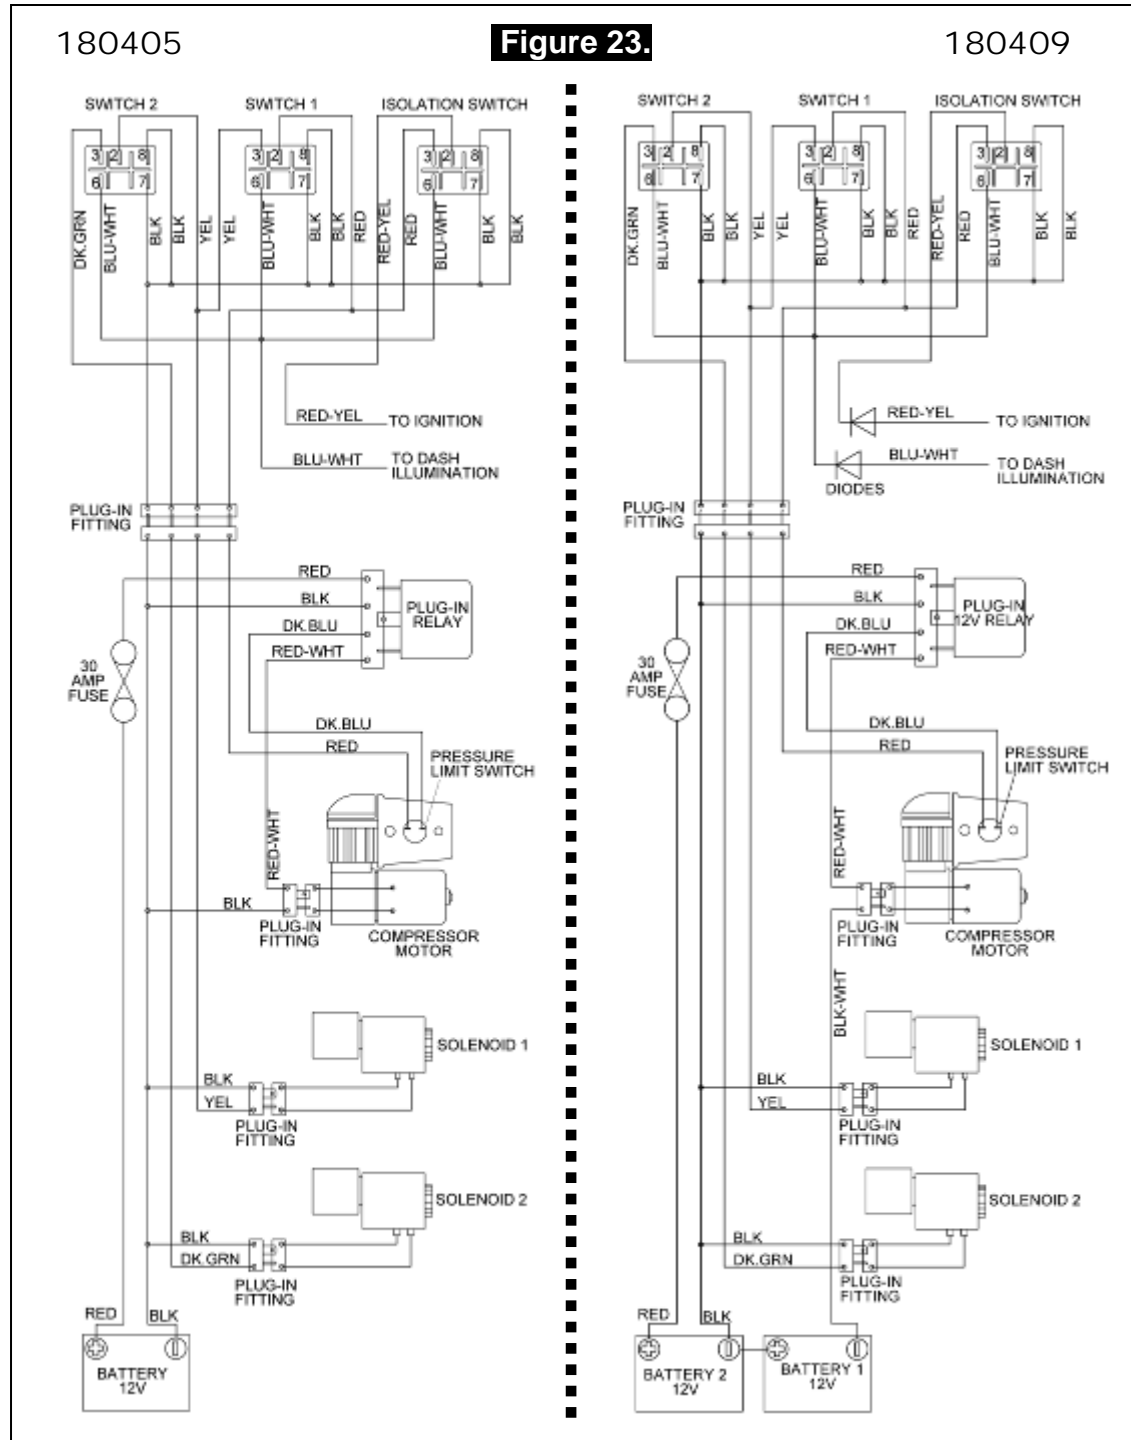 180405
Figure 23.
180409
SWITCH 2
SWITCH 1
ISOLATION SWITCH
3 2 8
6 7
3 2 8
6 7
3 2 8
6 7
DK.GRN
BLU-WHT
BLK
BLK
YEL
YEL
BLU-WHT
BLK
BLK
RED
RED-YEL
RED
BLU-WHT
BLK
BLK
RED-YEL
TO IGNITION
BLU-WHT
TO DASH
ILLUMINATION
PLUG-IN
FITTING
RED
BLK
DK.BLU
RED-WHT
PLUG-IN
RELAY
30
AMP
FUSE
DK.BLU
RED
PRESSURE
LIMIT SWITCH
RED-WHT
BLK
PLUG-IN
FITTING
COMPRESSOR
MOTOR
SOLENOID 1
BLK
YEL
PLUG-IN
FITTING
SOLENOID 2
BLK
DK.GRN
PLUG-IN
FITTING
RED
BLK
BATTERY
12V
SWITCH 2
SWITCH 1
ISOLATION SWITCH
3 2 8
6 7
3 2 8
6 7
3 2 8
6 7
DK.GRN
BLU-WHT
BLK
BLK
YEL
YEL
BLU-WHT
BLK
BLK
RED
RED-YEL
RED
BLU-WHT
BLK
BLK
RED-YEL
TO IGNITION
BLU-WHT
TO DASH
ILLUMINATION
DIODES
PLUG-IN
FITTING
RED
BLK
DK.BLU
RED-WHT
PLUG-IN
12V RELAY
30
AMP
FUSE
DK.BLU
RED
PRESSURE
LIMIT SWITCH
RED-WHT
PLUG-IN
FITTING
COMPRESSOR
MOTOR
BLK-WHT
SOLENOID 1
BLK
YEL
PLUG-IN
FITTING
SOLENOID 2
BLK
DK.GRN
PLUG-IN
FITTING
RED
BLK
BATTERY 2
12V
BATTERY 1
12V